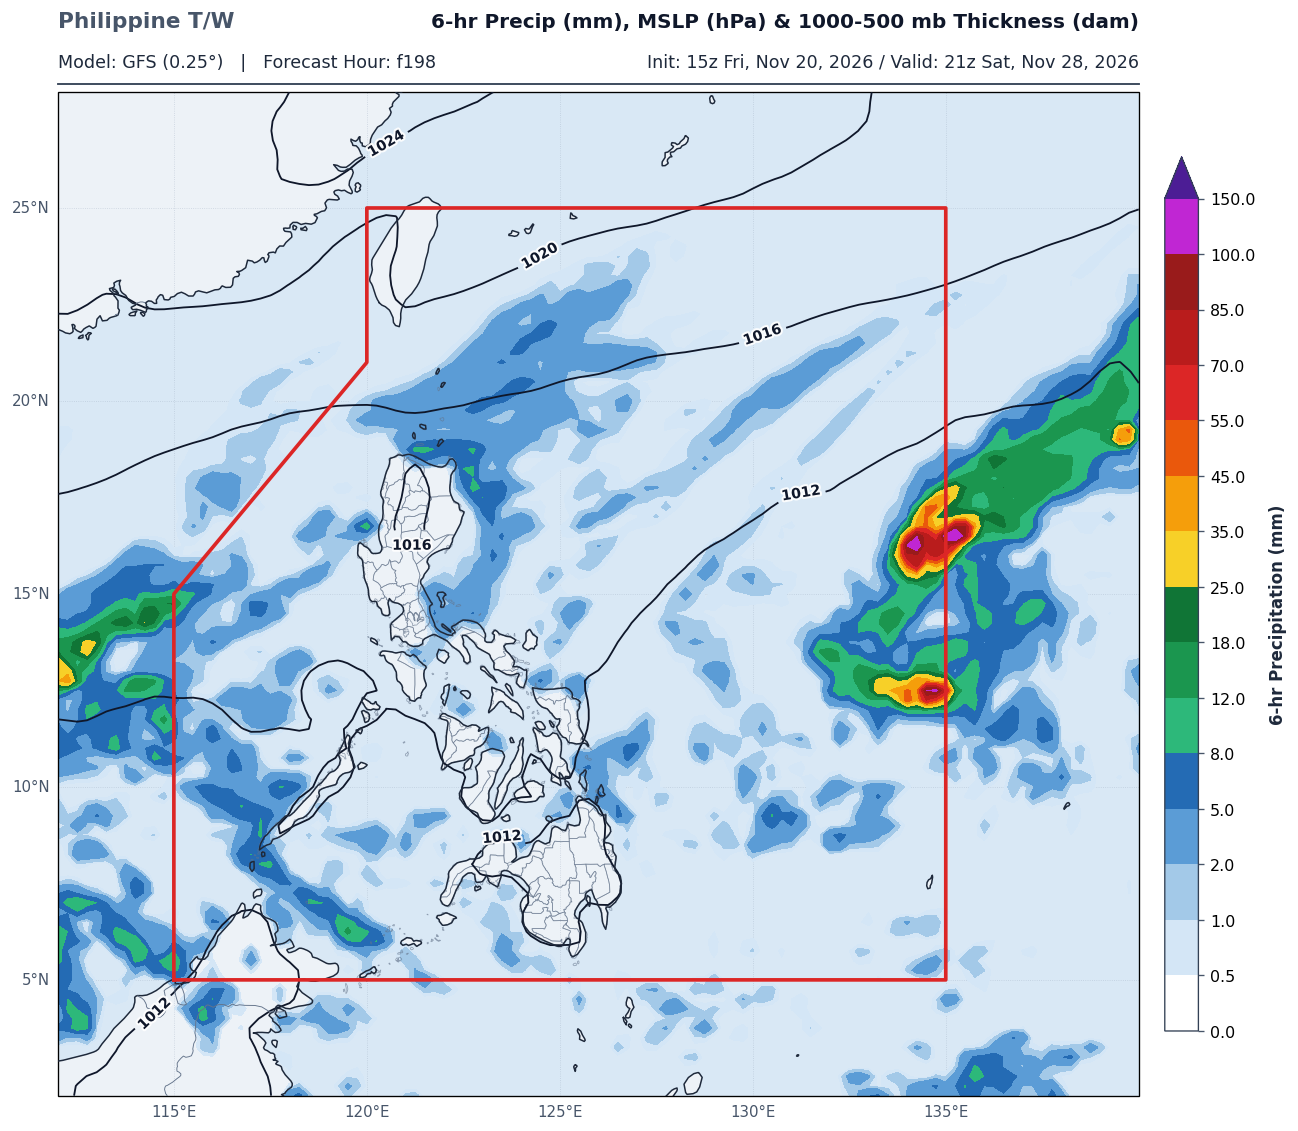 Philippine T/W
6-hr Precip (mm), MSLP (hPa) & 1000-500 mb Thickness (dam)
Model: GFS (0.25°) | Forecast Hour: f198
Init: 15z Fri, Nov 20, 2026 / Valid: 21z Sat, Nov 28, 2026
1024
1020
1016
1012
1016
1012
1012
25°N
20°N
15°N
10°N
5°N
115°E
120°E
125°E
130°E
135°E
150.0
100.0
85.0
70.0
55.0
45.0
35.0
25.0
18.0
12.0
8.0
5.0
2.0
1.0
0.5
0.0
6-hr Precipitation (mm)